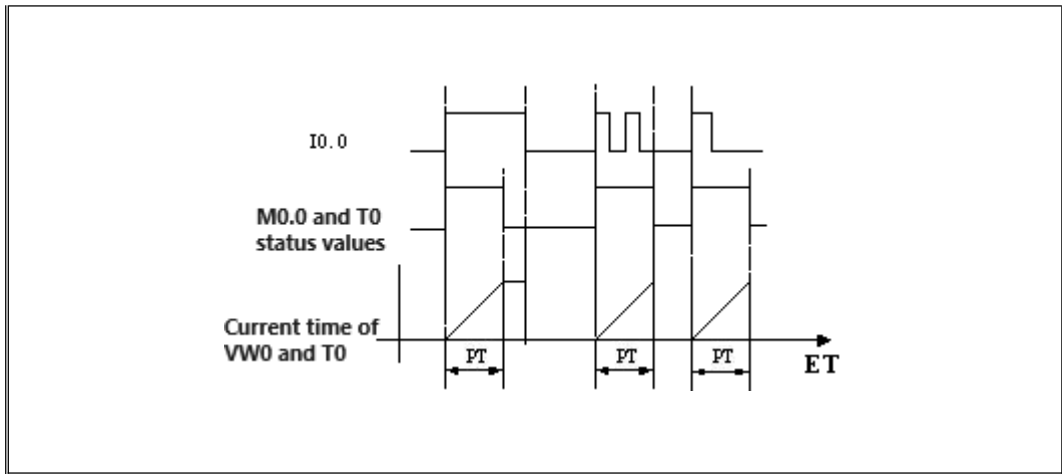 I0.0
M0.0 and T0
status values
Current time of
VW0 and T0
PT
PT
PT
ET